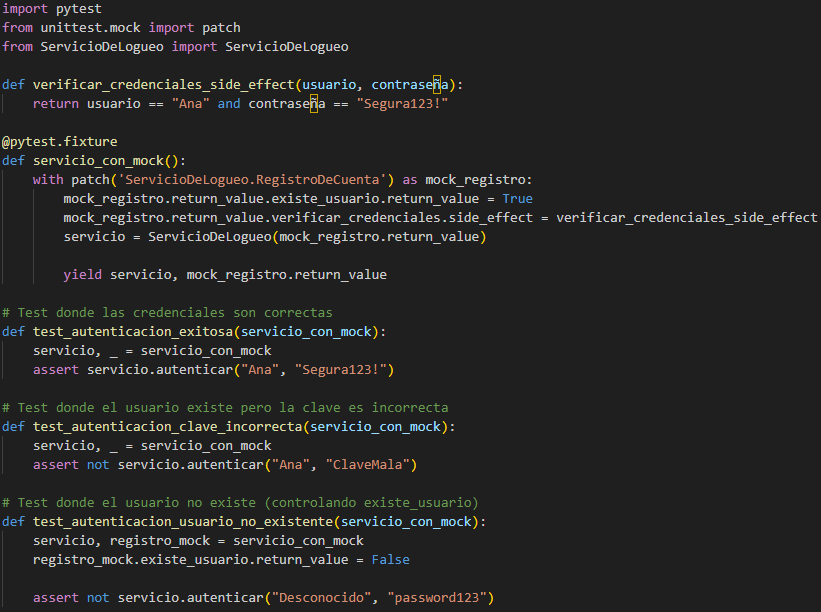 import pytest
from unittest.mock import patch
from ServicioDeLogueo import ServicioDeLogueo

def verificar_credenciales_side_effect(usuario, contraseña):
    return usuario == "Ana" and contraseña == "Segura123!"

@pytest.fixture
def servicio_con_mock():
    with patch('ServicioDeLogueo.RegistroDeCuenta') as mock_registro:
        mock_registro.return_value.existe_usuario.return_value = True
        mock_registro.return_value.verificar_credenciales.side_effect = verificar_credenciales_side_effect
        servicio = ServicioDeLogueo(mock_registro.return_value)

        yield servicio, mock_registro.return_value

# Test donde las credenciales son correctas
def test_autenticacion_exitosa(servicio_con_mock):
    servicio, _ = servicio_con_mock
    assert servicio.autenticar("Ana", "Segura123!")

# Test donde el usuario existe pero la clave es incorrecta
def test_autenticacion_clave_incorrecta(servicio_con_mock):
    servicio, _ = servicio_con_mock
    assert not servicio.autenticar("Ana", "ClaveMala")

# Test donde el usuario no existe (controlando existe_usuario)
def test_autenticacion_usuario_no_existente(servicio_con_mock):
    servicio, registro_mock = servicio_con_mock
    registro_mock.existe_usuario.return_value = False

    assert not servicio.autenticar("Desconocido", "password123")